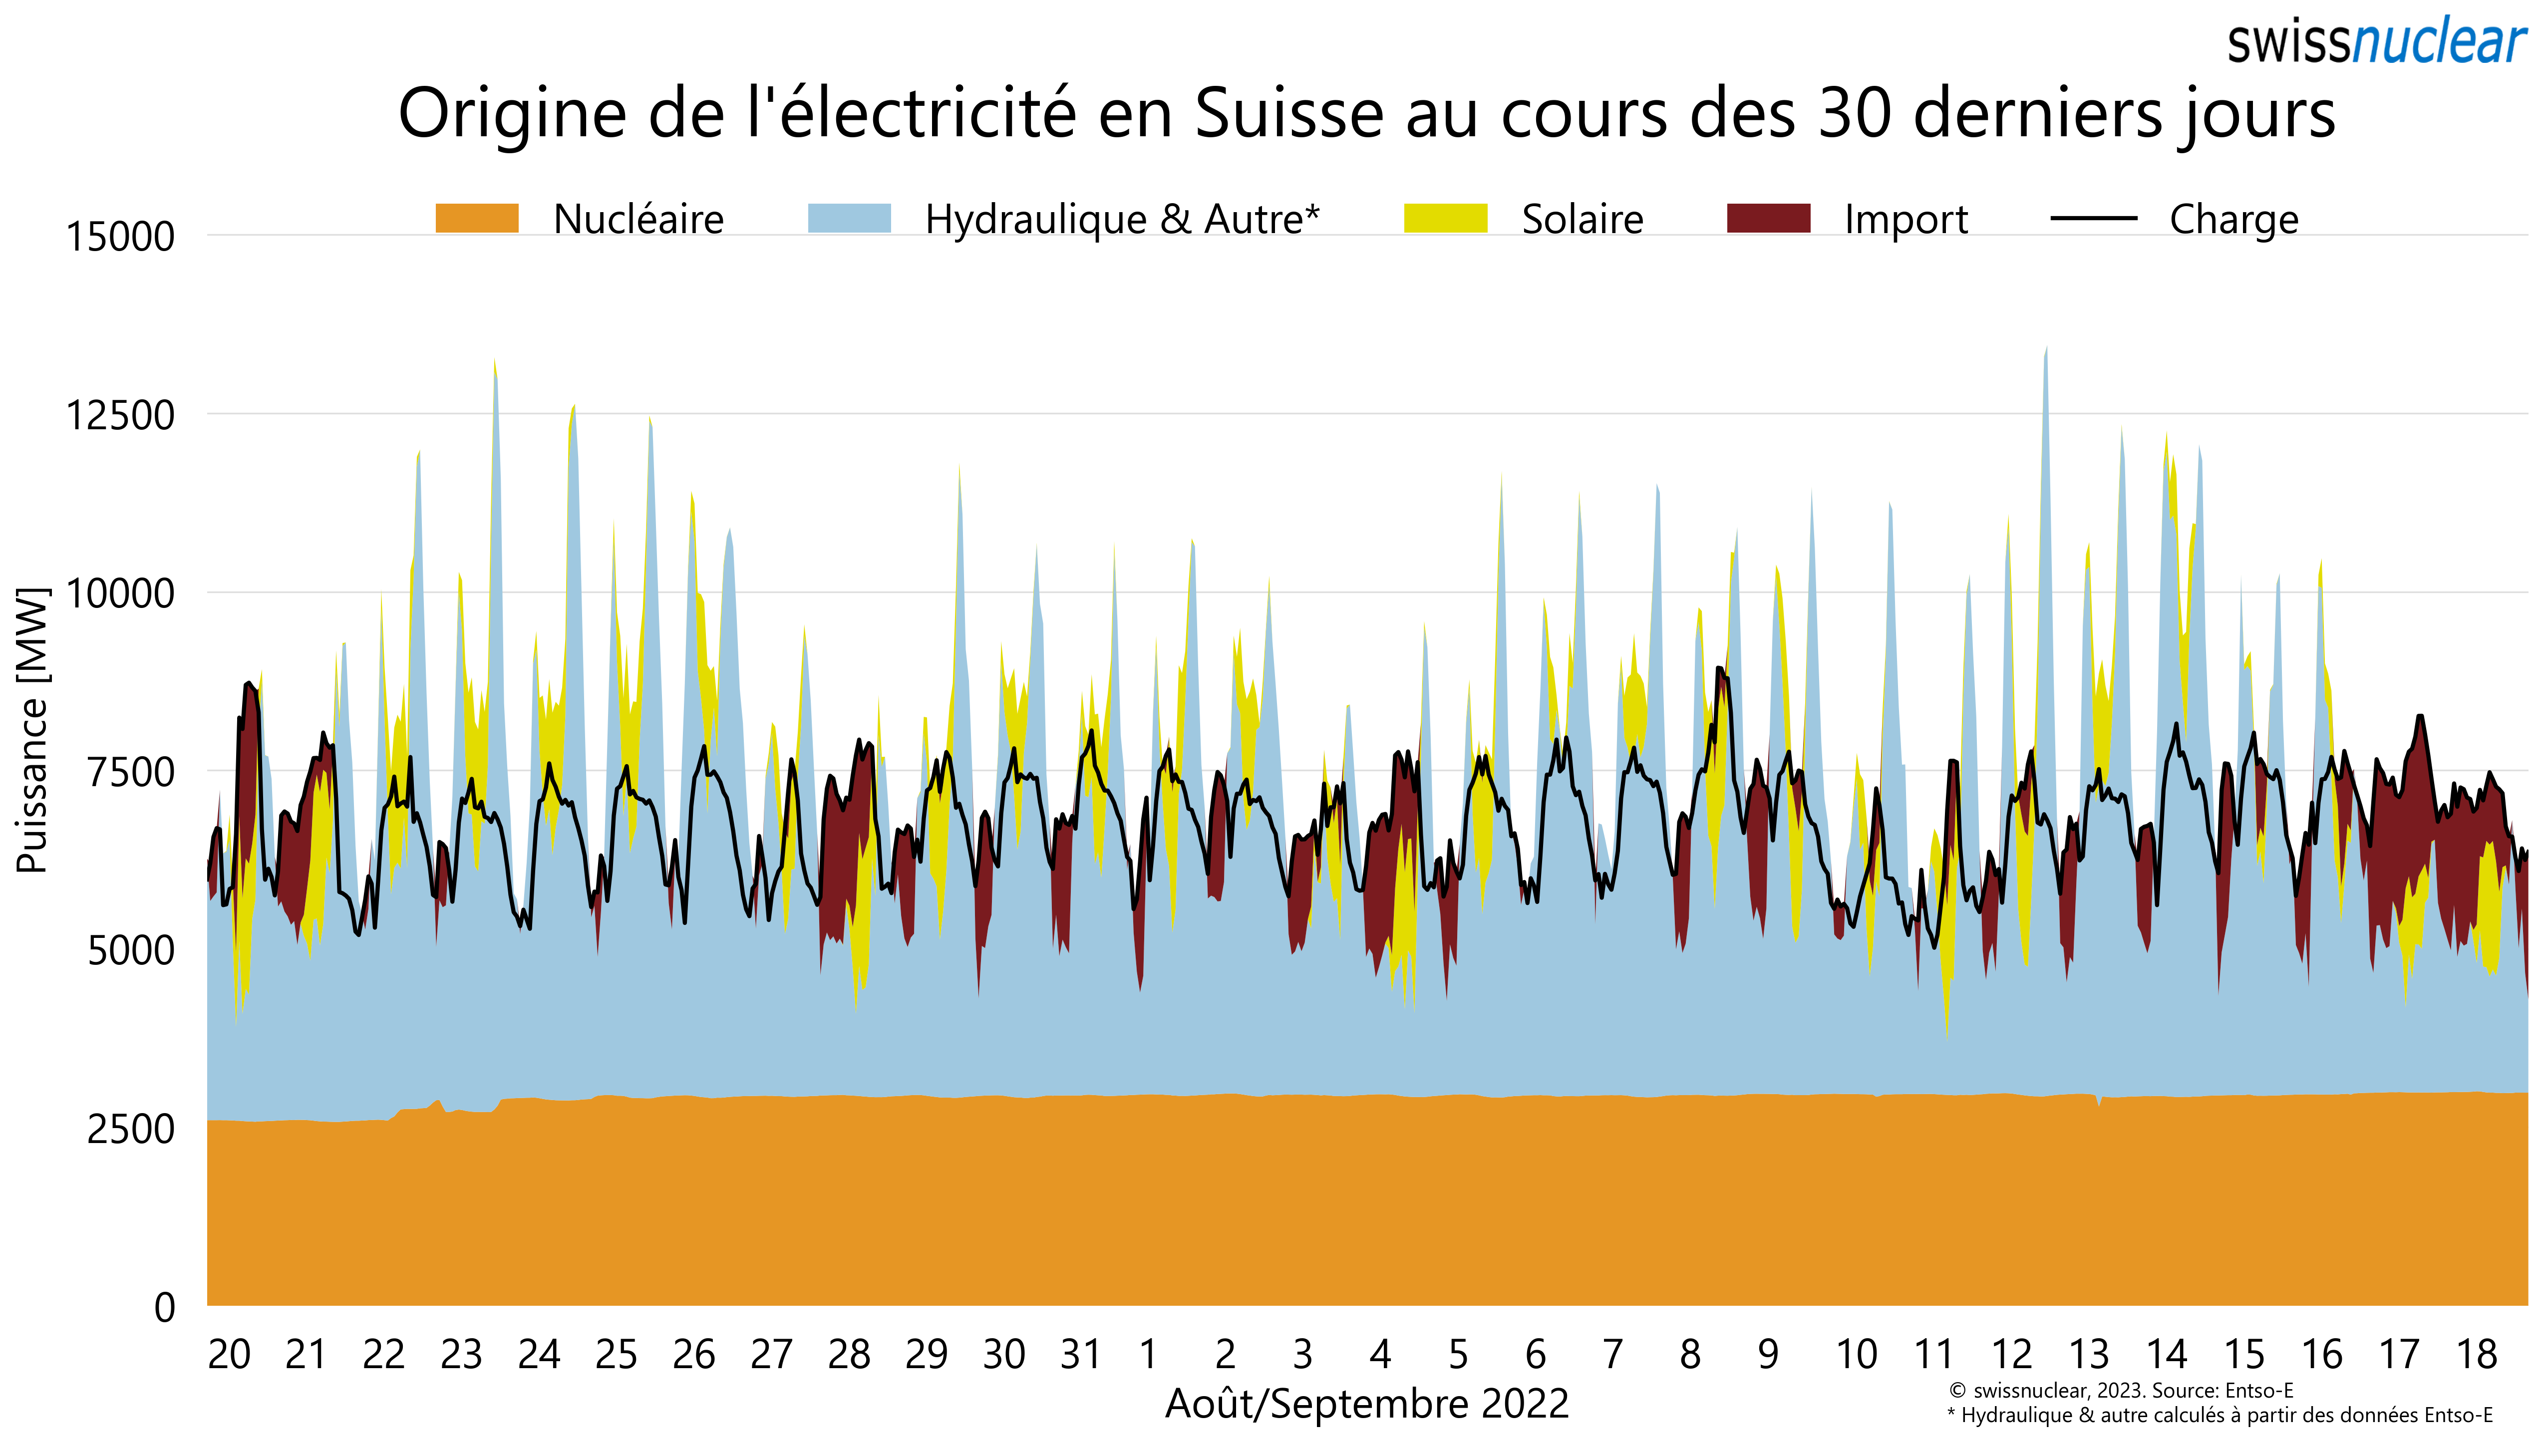 swissnuclear
Origine de l'électricité en Suisse au cours des 30 derniers jours
Nucléaire Hydraulique & Autre* Solaire Import Charge
15000
12500
10000
7500
5000
2500
0
Puissance [MW]
20 21 22 23 24 25 26 27 28 29 30 31 1 2 3 4 5 6 7 8 9 10 11 12 13 14 15 16 17 18
Août/Septembre 2022
© swissnuclear, 2023. Source: Entso-E
* Hydraulique & autre calculés à partir des données Entso-E